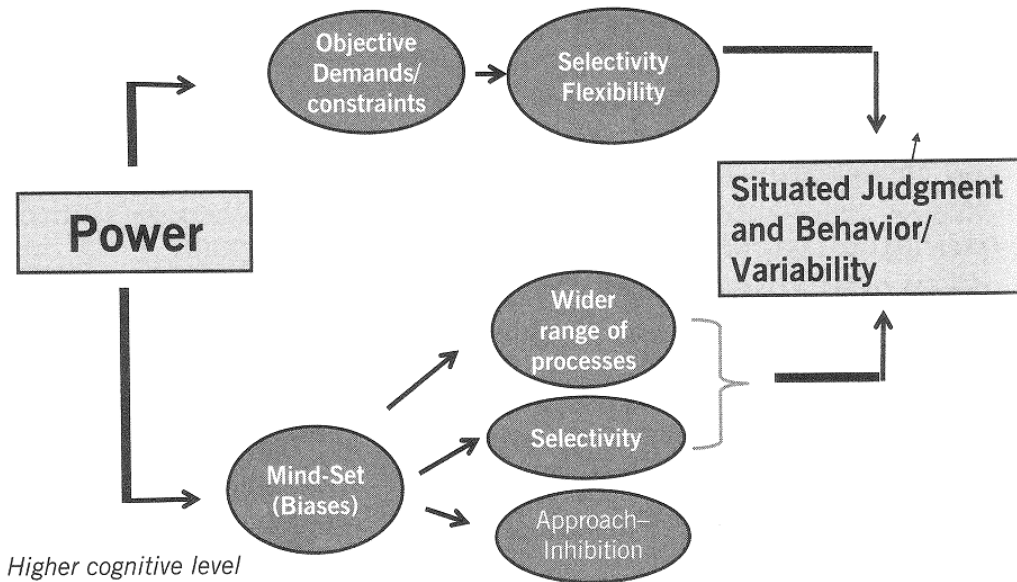 Objective
Demands/
constraints
Selectivity
Flexibility
Power
Situated Judgment
and Behavior/
Variability
Wider
range of
processes
Selectivity
Mind-Set
(Biases)
Approach–
Inhibition
Higher cognitive level